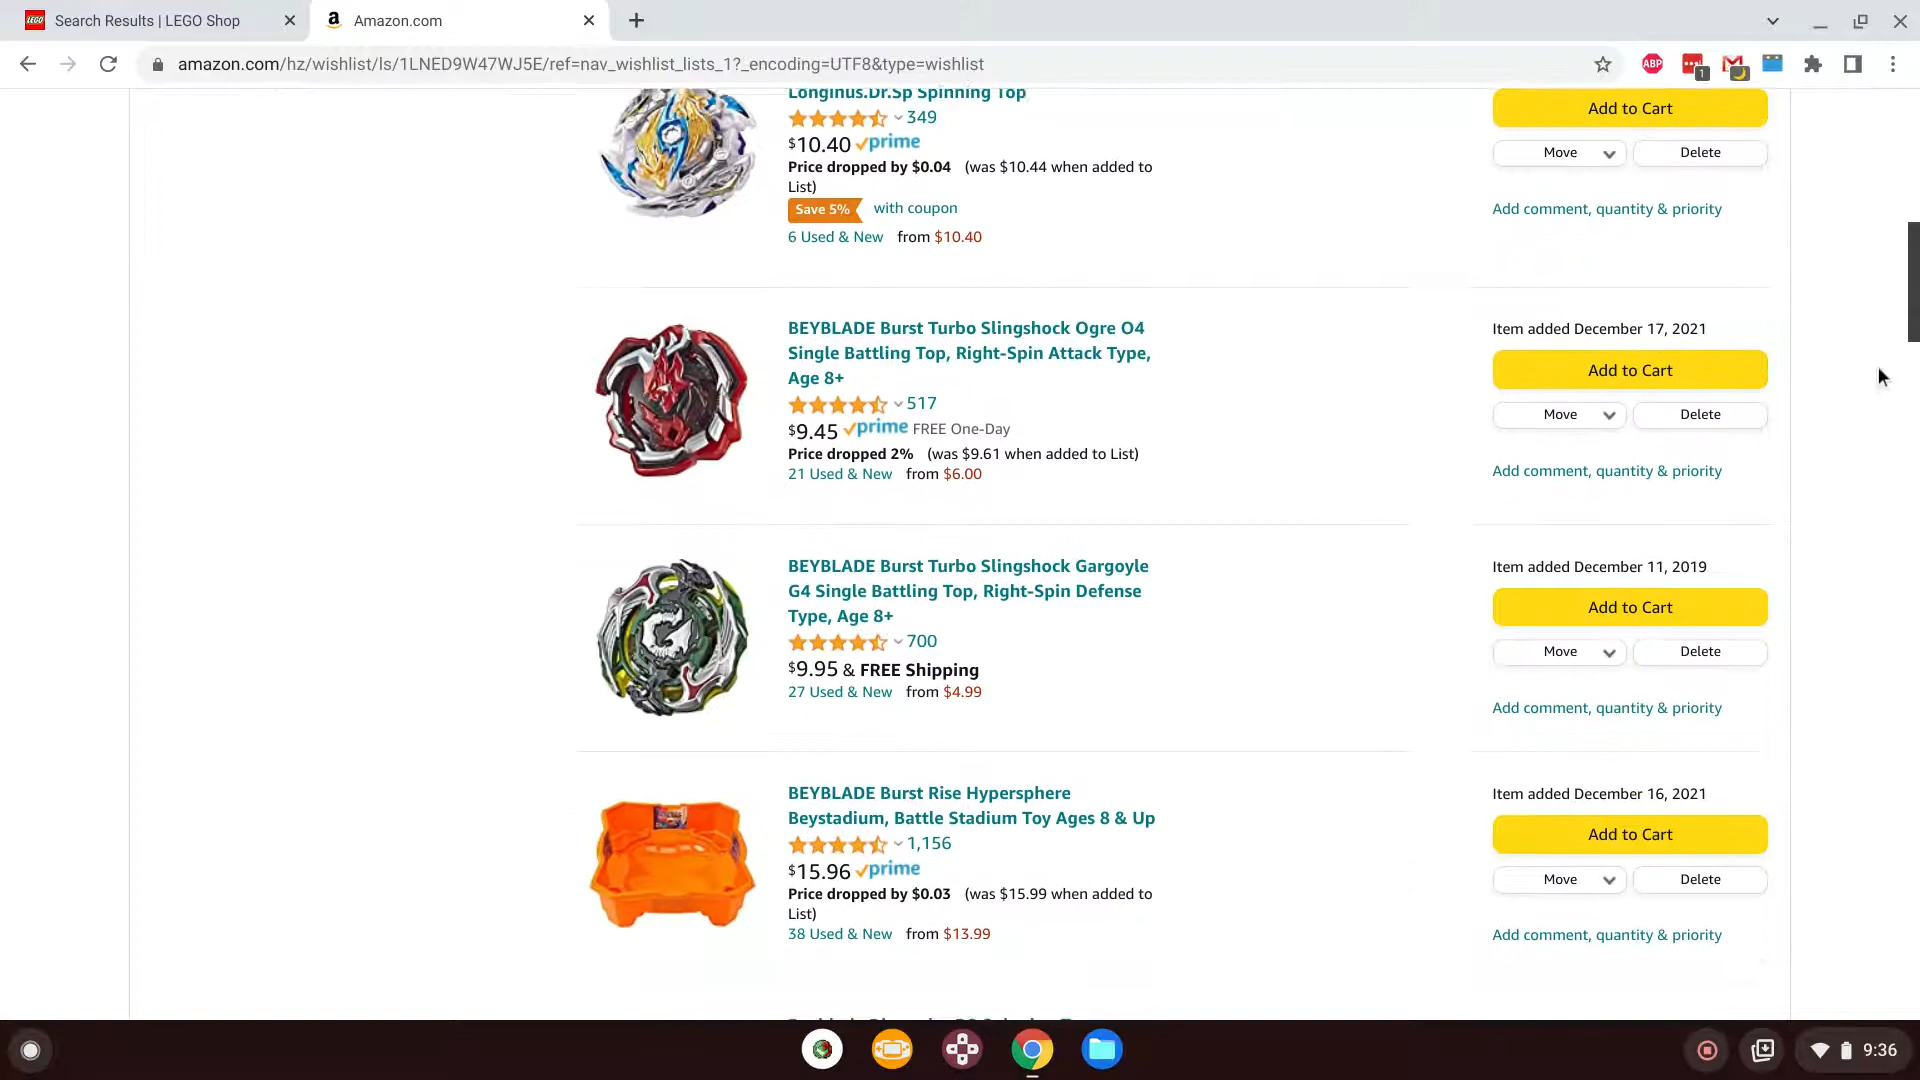 LEGO
Search Results | LEGO Shop
Amazon.com
amazon.com/hz/wishlist/ls/1LNED9W47WJ5E/ref=nav_wishlist_lists_1?_encoding=UTF8&type=wishlist
ABP
1
Longinus.Dr.Sp Spinning Top
349
$10.40 prime
Price dropped by $0.04 (was $10.44 when added to
List)
Save 5% with coupon
6 Used & New from $10.40
Add to Cart
Move
Delete
Add comment, quantity & priority
BEYBLADE Burst Turbo Slingshock Ogre O4
Single Battling Top, Right-Spin Attack Type,
Age 8+
517
$9.45 prime FREE One-Day
Price dropped 2% (was $9.61 when added to List)
21 Used & New from $6.00
Item added December 17, 2021
Add to Cart
Move
Delete
Add comment, quantity & priority
BEYBLADE Burst Turbo Slingshock Gargoyle
G4 Single Battling Top, Right-Spin Defense
Type, Age 8+
700
$9.95 & FREE Shipping
27 Used & New from $4.99
Item added December 11, 2019
Add to Cart
Move
Delete
Add comment, quantity & priority
BEYBLADE Burst Rise Hypersphere
Beystadium, Battle Stadium Toy Ages 8 & Up
1,156
$15.96 prime
Price dropped by $0.03 (was $15.99 when added to
List)
38 Used & New from $13.99
Item added December 16, 2021
Add to Cart
Move
Delete
Add comment, quantity & priority
9:36